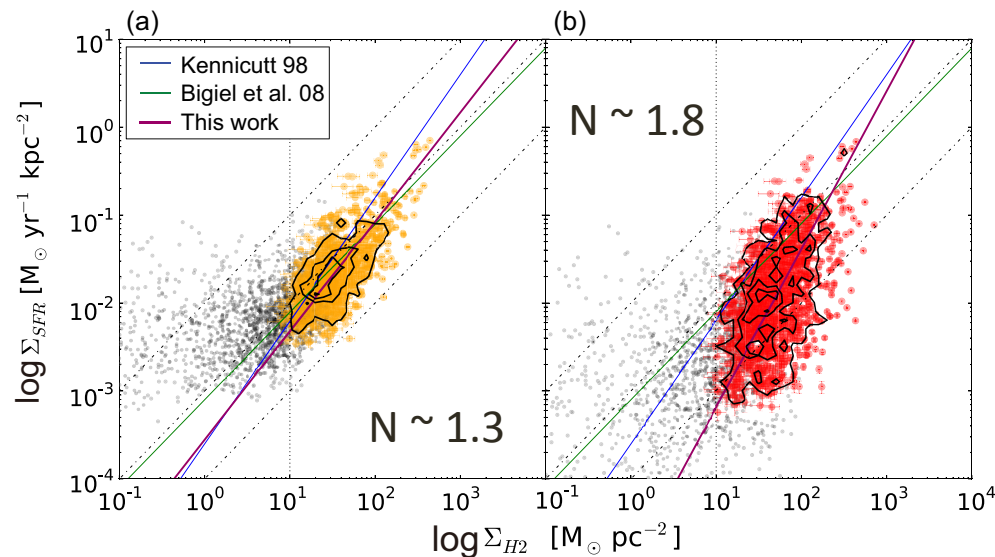 (a) (b)
10^1
Kennicutt 98
Bigiel et al. 08
This work
N ~ 1.8
10^0
10^-1
10^-2
10^-3
N ~ 1.3
10^-4
log Σ_SFR [M_⊙ yr^-1 kpc^-2]
10^-1 10^0 10^1 10^2 10^3 10^-1 10^0 10^1 10^2 10^3 10^4
log Σ_H2 [M_⊙ pc^-2]